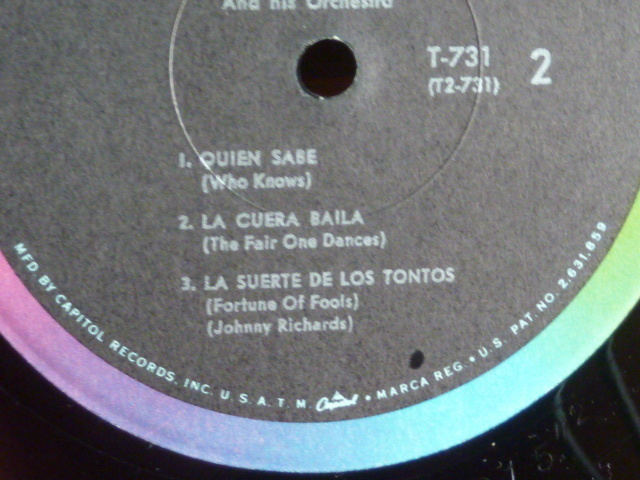 And his Orchestra
T-731
(T2-731)
2
1. QUIEN SABE
(Who Knows)
2. LA CUERA BAILA
(The Fair One Dances)
3. LA SUERTE DE LOS TONTOS
(Fortune Of Fools)
(Johnny Richards)
MFD BY CAPITOL RECORDS, INC. U. S. A. T. M. Capitol • MARCA REG. • U. S. PAT. NO. 2,631,859